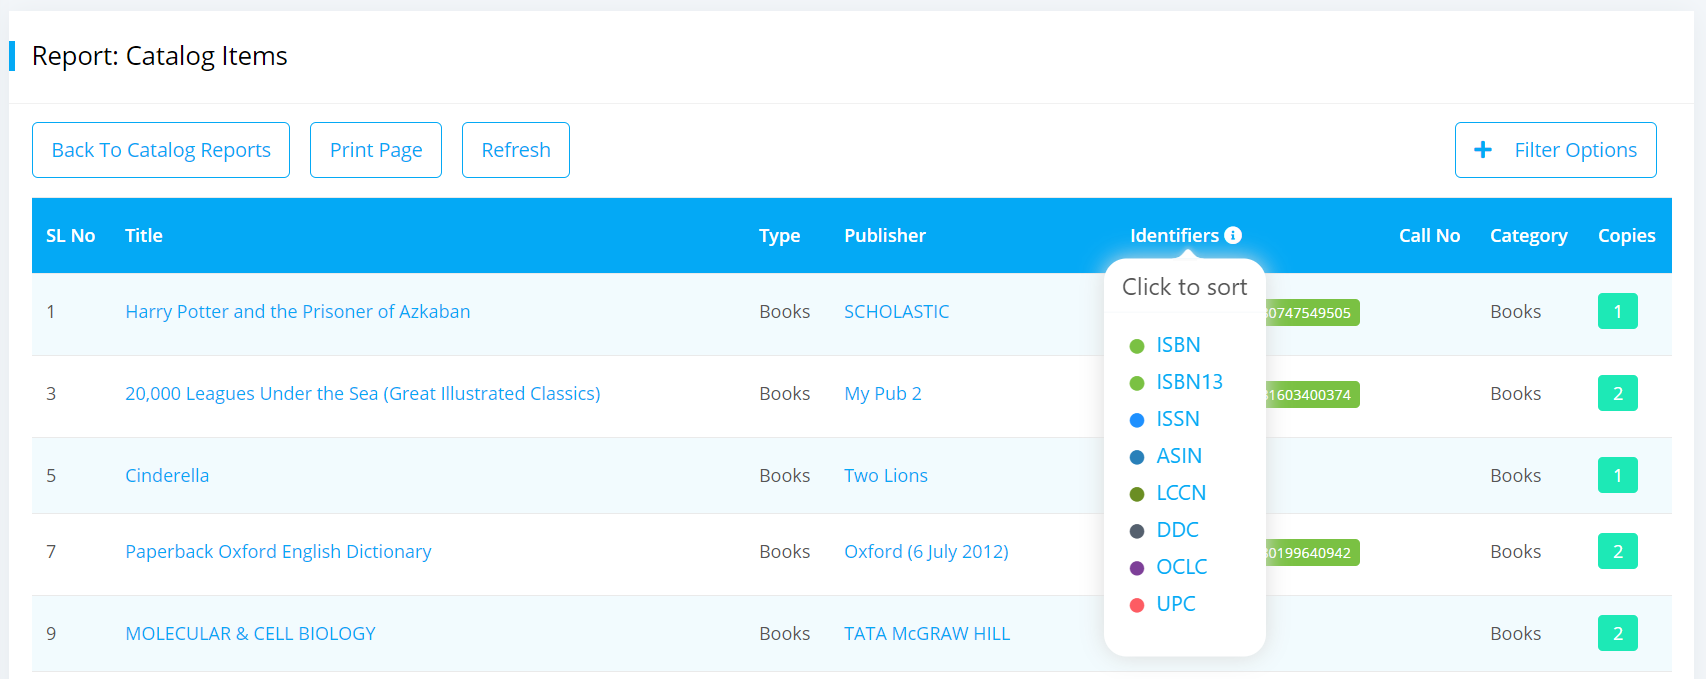 Report: Catalog Items
Back To Catalog Reports Print Page Refresh + Filter Options
SL No Title Type Publisher Identifiers Call No Category Copies
Click to sort
1 Harry Potter and the Prisoner of Azkaban Books SCHOLASTIC 0747549505 Books 1
ISBN
ISBN13
3 20,000 Leagues Under the Sea (Great Illustrated Classics) Books My Pub 2 1603400374 Books 2
ISSN
ASIN
5 Cinderella Books Two Lions Books 1
LCCN
DDC
7 Paperback Oxford English Dictionary Books Oxford (6 July 2012) 0199640942 Books 2
OCLC
UPC
9 MOLECULAR & CELL BIOLOGY Books TATA McGRAW HILL Books 2